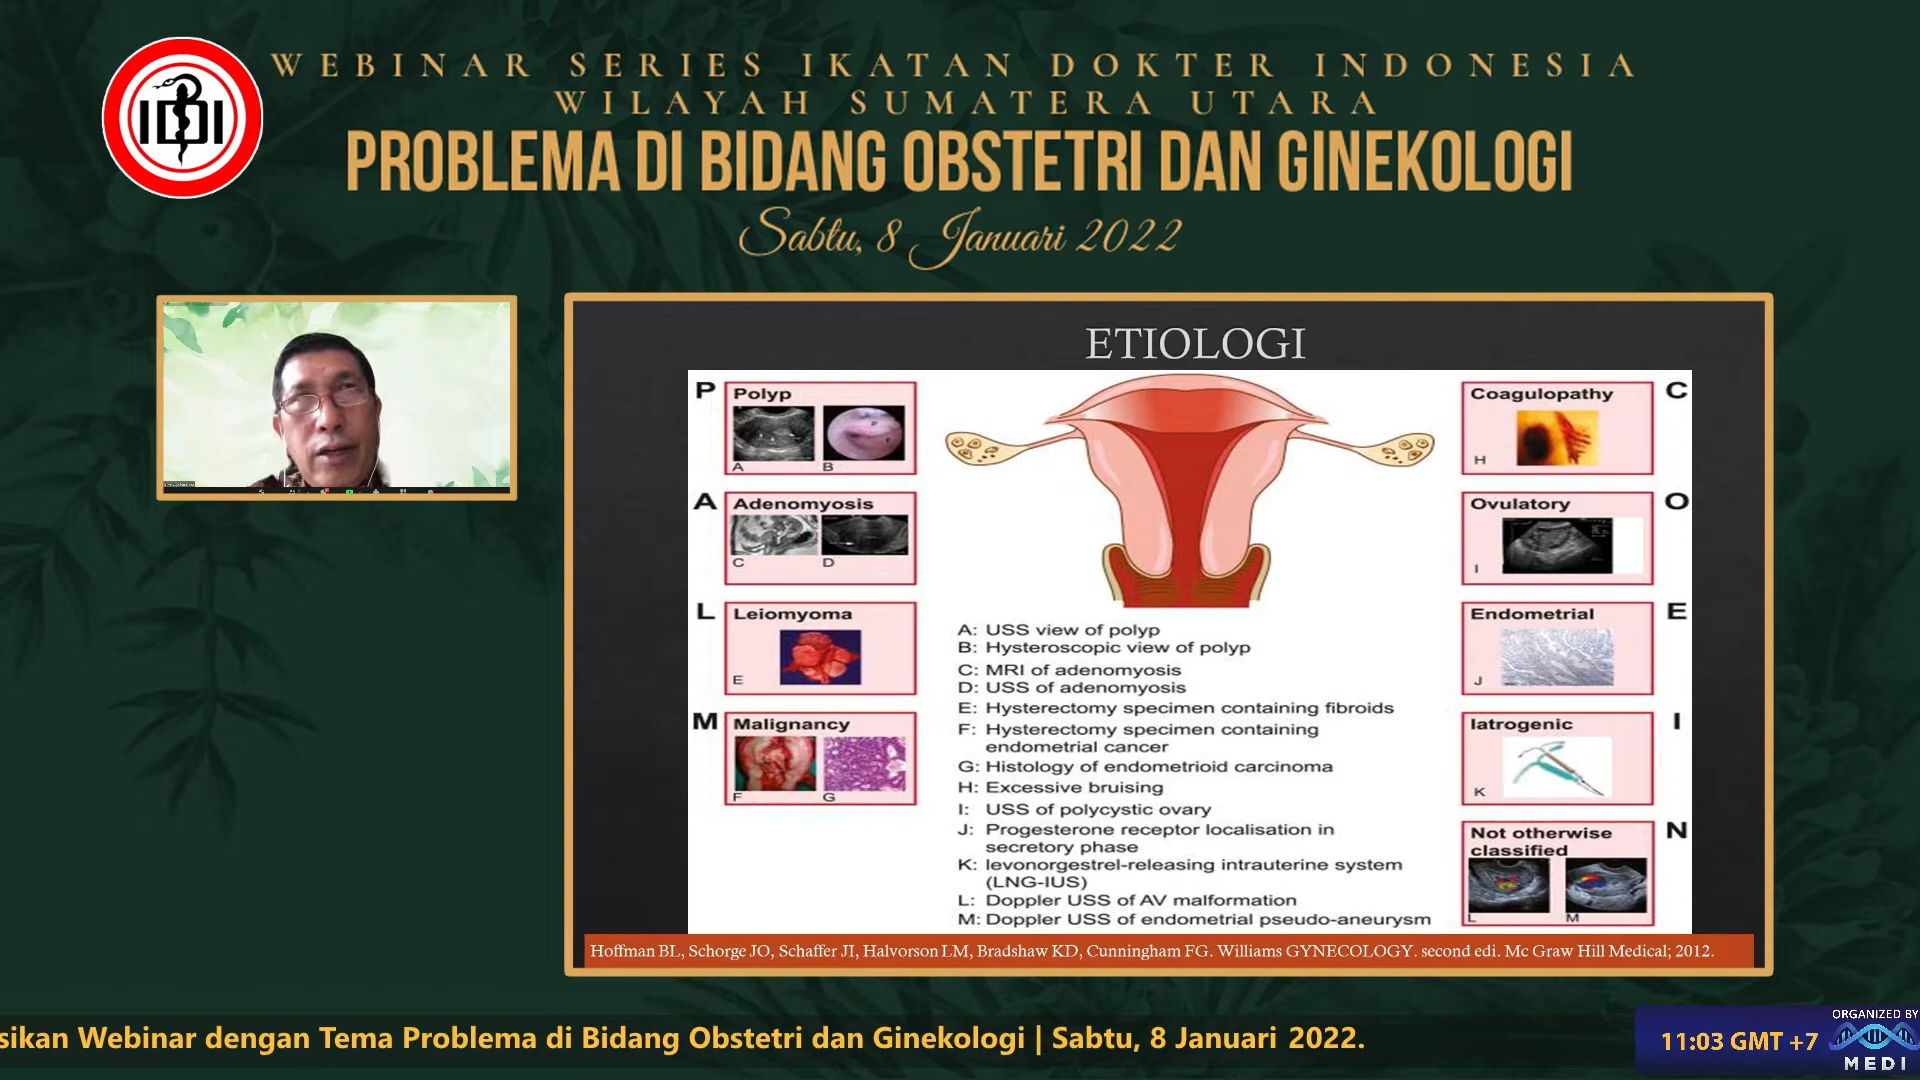 IDI
WEBINAR SERIES IKATAN DOKTER INDONESIA
WILAYAH SUMATERA UTARA
PROBLEMA DI BIDANG OBSTETRI DAN GINEKOLOGI
Sabtu, 8 Januari 2022
ETIOLOGI
P
Polyp
A
B
A
Adenomyosis
C
D
L
Leiomyoma
E
M
Malignancy
F
G
A: USS view of polyp
B: Hysteroscopic view of polyp
C: MRI of adenomyosis
D: USS of adenomyosis
E: Hysterectomy specimen containing fibroids
F: Hysterectomy specimen containing
endometrial cancer
G: Histology of endometrioid carcinoma
H: Excessive bruising
I: USS of polycystic ovary
J: Progesterone receptor localisation in
secretory phase
K: levonorgestrel-releasing intrauterine system
(LNG-IUS)
L: Doppler USS of AV malformation
M: Doppler USS of endometrial pseudo-aneurysm
Coagulopathy
C
H
Ovulatory
O
I
Endometrial
E
J
Iatrogenic
I
K
Not otherwise
classified
N
L
M
Hoffman BL, Schorge JO, Schaffer JI, Halvorson LM, Bradshaw KD, Cunningham FG. Williams GYNECOLOGY. second edi. Mc Graw Hill Medical; 2012.
sikan Webinar dengan Tema Problema di Bidang Obstetri dan Ginekologi | Sabtu, 8 Januari 2022.
11:03 GMT +7
ORGANIZED BY
MEDI